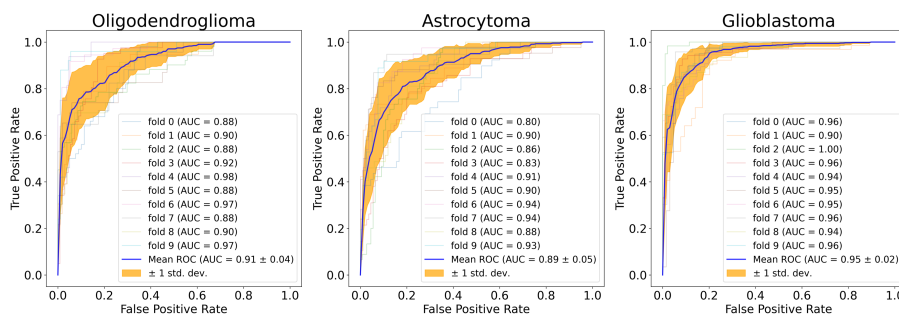 Oligodendroglioma
1.0
0.8
0.6
0.4
0.2
0.0
True Positive Rate
fold 0 (AUC = 0.88)
fold 1 (AUC = 0.90)
fold 2 (AUC = 0.88)
fold 3 (AUC = 0.92)
fold 4 (AUC = 0.98)
fold 5 (AUC = 0.88)
fold 6 (AUC = 0.97)
fold 7 (AUC = 0.88)
fold 8 (AUC = 0.90)
fold 9 (AUC = 0.97)
Mean ROC (AUC = 0.91 ± 0.04)
± 1 std. dev.
0.0 0.2 0.4 0.6 0.8 1.0
False Positive Rate
Astrocytoma
1.0
0.8
0.6
0.4
0.2
0.0
True Positive Rate
fold 0 (AUC = 0.80)
fold 1 (AUC = 0.90)
fold 2 (AUC = 0.86)
fold 3 (AUC = 0.83)
fold 4 (AUC = 0.91)
fold 5 (AUC = 0.90)
fold 6 (AUC = 0.94)
fold 7 (AUC = 0.94)
fold 8 (AUC = 0.88)
fold 9 (AUC = 0.93)
Mean ROC (AUC = 0.89 ± 0.05)
± 1 std. dev.
0.0 0.2 0.4 0.6 0.8 1.0
False Positive Rate
Glioblastoma
1.0
0.8
0.6
0.4
0.2
0.0
True Positive Rate
fold 0 (AUC = 0.96)
fold 1 (AUC = 0.90)
fold 2 (AUC = 1.00)
fold 3 (AUC = 0.96)
fold 4 (AUC = 0.94)
fold 5 (AUC = 0.95)
fold 6 (AUC = 0.95)
fold 7 (AUC = 0.96)
fold 8 (AUC = 0.94)
fold 9 (AUC = 0.96)
Mean ROC (AUC = 0.95 ± 0.02)
± 1 std. dev.
0.0 0.2 0.4 0.6 0.8 1.0
False Positive Rate